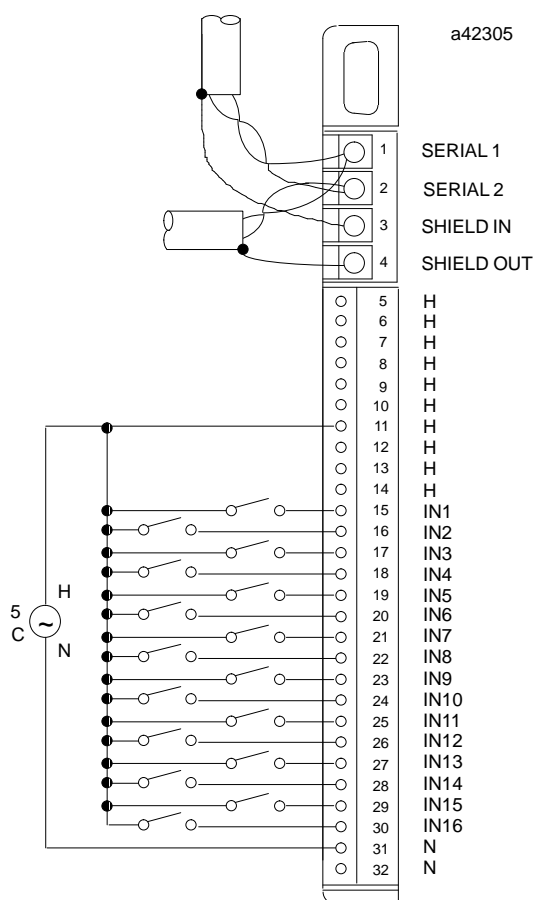 a42305
1 SERIAL 1
2 SERIAL 2
3 SHIELD IN
4 SHIELD OUT
5 H
6 H
7 H
8 H
9 H
10 H
11 H
12 H
13 H
14 H
15 IN1
16 IN2
17 IN3
18 IN4
19 IN5
20 IN6
21 IN7
22 IN8
23 IN9
24 IN10
25 IN11
26 IN12
27 IN13
28 IN14
29 IN15
30 IN16
31 N
32 N
H
5
C
~
N